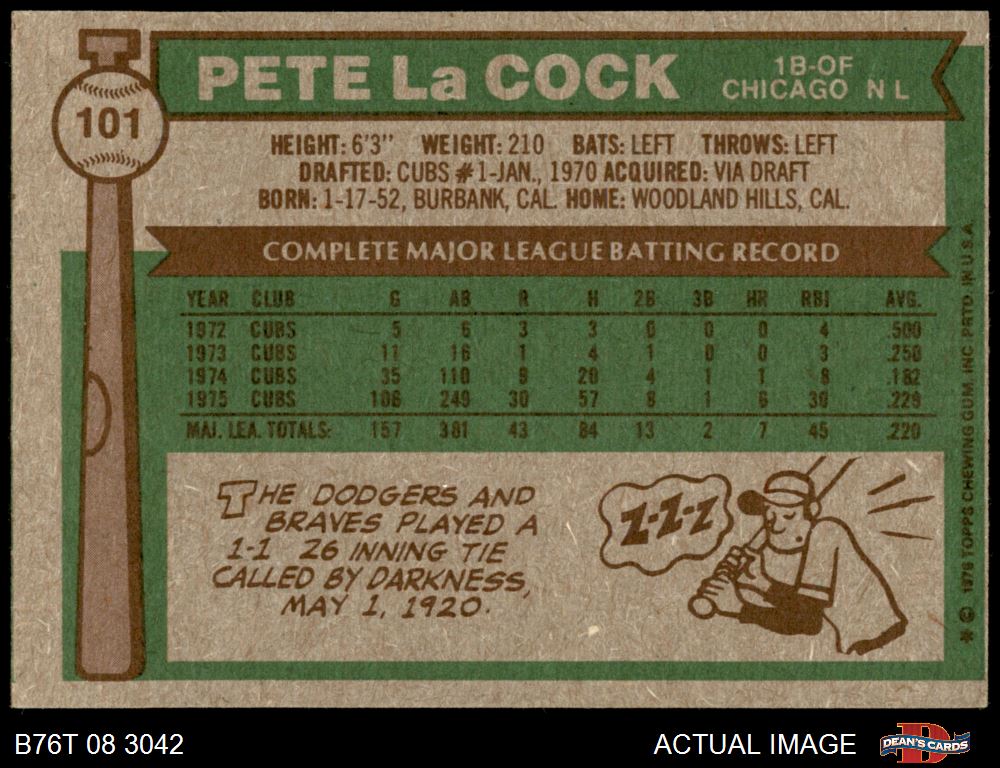 101
PETE La COCK
1B-OF
CHICAGO N L
HEIGHT: 6'3" WEIGHT: 210 BATS: LEFT THROWS: LEFT
DRAFTED: CUBS #1-JAN., 1970 ACQUIRED: VIA DRAFT
BORN: 1-17-52, BURBANK, CAL. HOME: WOODLAND HILLS, CAL.
COMPLETE MAJOR LEAGUE BATTING RECORD
YEAR CLUB G AB R H 2B 3B HR RBI AVG.
1972 CUBS 5 6 3 3 0 0 0 4 .500
1973 CUBS 11 16 1 4 1 0 0 3 .250
1974 CUBS 35 110 9 20 4 1 1 8 .182
1975 CUBS 106 249 30 57 8 1 6 30 .229
MAJ. LEA. TOTALS: 157 381 43 84 13 2 7 45 .220
THE DODGERS AND
BRAVES PLAYED A
1-1 26 INNING TIE
CALLED BY DARKNESS,
MAY 1, 1920.
Z-Z-Z
* © 1976 TOPPS CHEWING GUM, INC. PRTD. IN U.S.A.
B76T 08 3042
ACTUAL IMAGE
D
DEAN'S CARDS